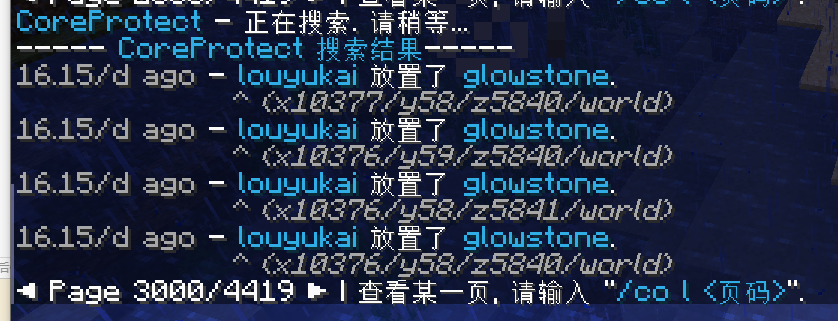 CoreProtect - 正在搜索. 请稍等...
----- CoreProtect 搜索结果-----
16.15/d ago - louyukai 放置了 glowstone.
^ (x10377/y58/z5840/world)
16.15/d ago - louyukai 放置了 glowstone.
^ (x10376/y59/z5840/world)
16.15/d ago - louyukai 放置了 glowstone.
^ (x10376/y58/z5841/world)
16.15/d ago - louyukai 放置了 glowstone.
^ (x10376/y58/z5840/world)
◀ Page 3000/4419 ▶ | 查看某一页, 请输入 "/co l <页码>".